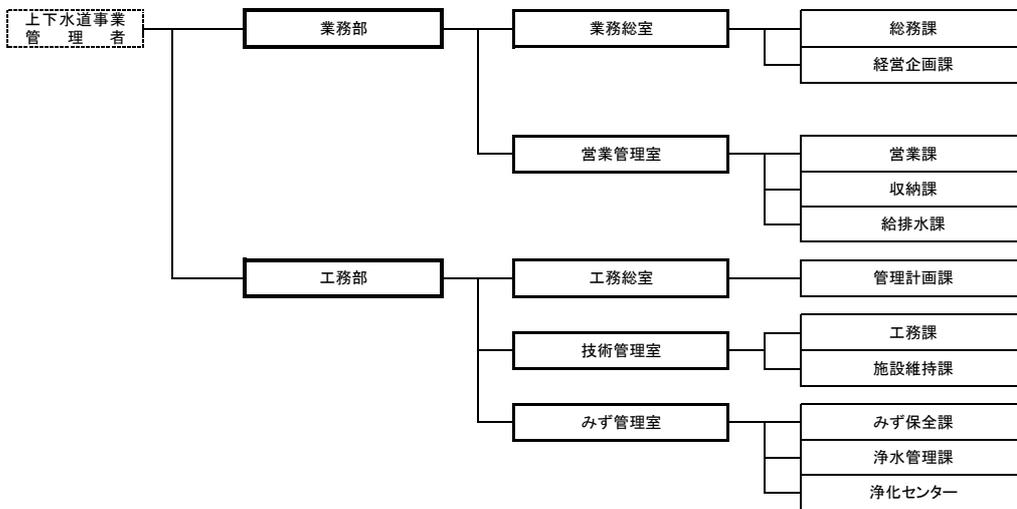 上下水道事業
管理者
業務部
業務総室
総務課
経営企画課
営業管理室
営業課
収納課
給排水課
工務部
工務総室
管理計画課
技術管理室
工務課
施設維持課
みず管理室
みず保全課
浄水管理課
浄化センター